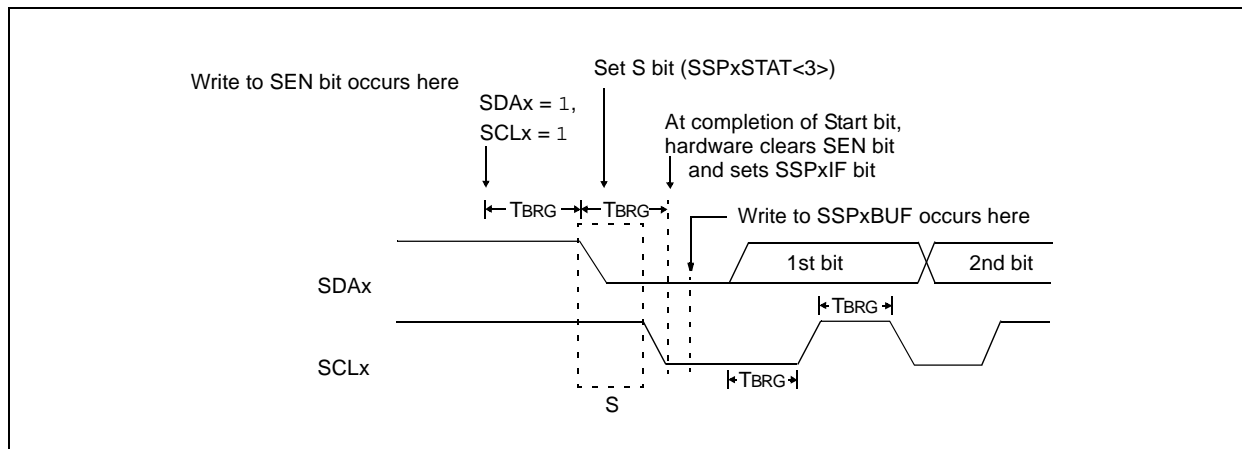 Write to SEN bit occurs here
Set S bit (SSPxSTAT<3>)
SDAx = 1,
SCLx = 1
At completion of Start bit,
hardware clears SEN bit
and sets SSPxIF bit
TBRG
TBRG
Write to SSPxBUF occurs here
SDAx
1st bit
2nd bit
TBRG
SCLx
TBRG
S